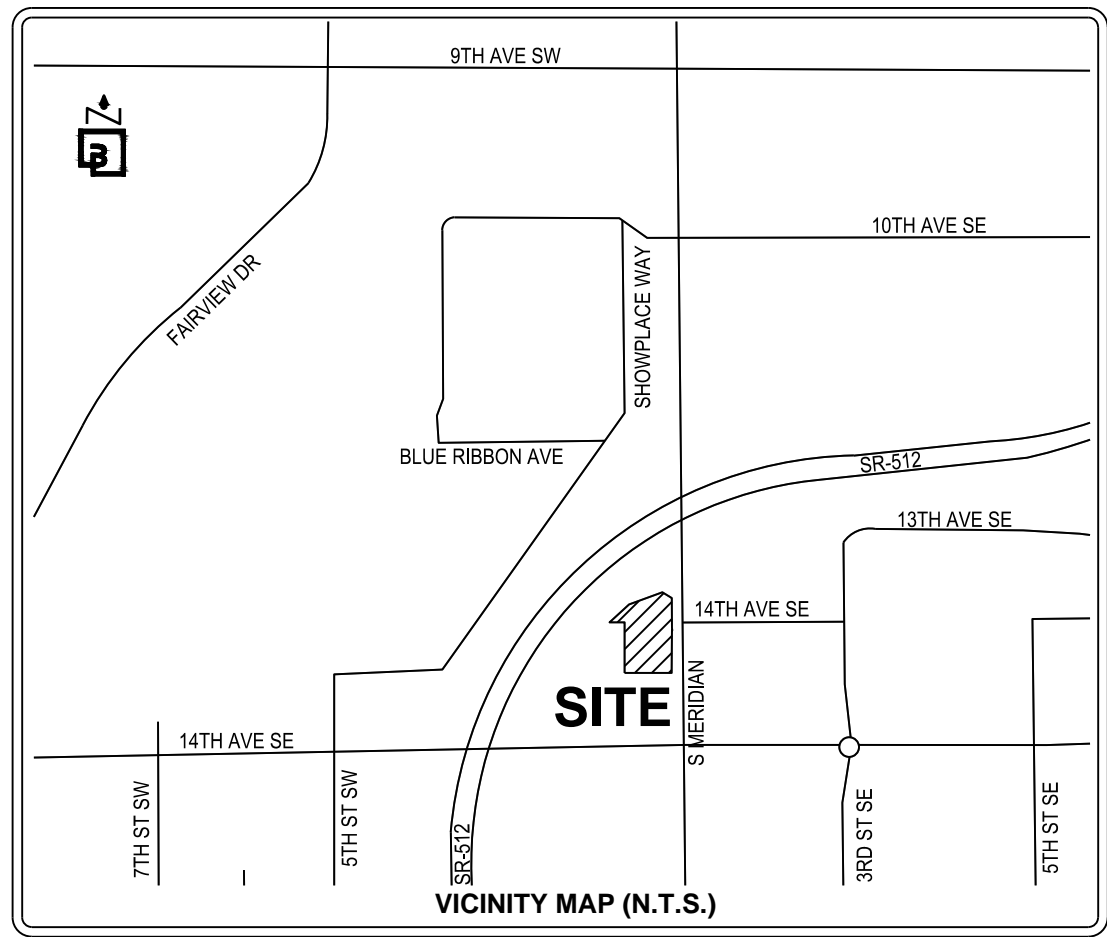 9TH AVE SW
Z
B
10TH AVE SE
FAIRVIEW DR
SHOWPLACE WAY
BLUE RIBBON AVE
SR-512
13TH AVE SE
14TH AVE SE
SITE
S MERIDIAN
14TH AVE SE
7TH ST SW
5TH ST SW
SR-512
3RD ST SE
5TH ST SE
VICINITY MAP (N.T.S.)